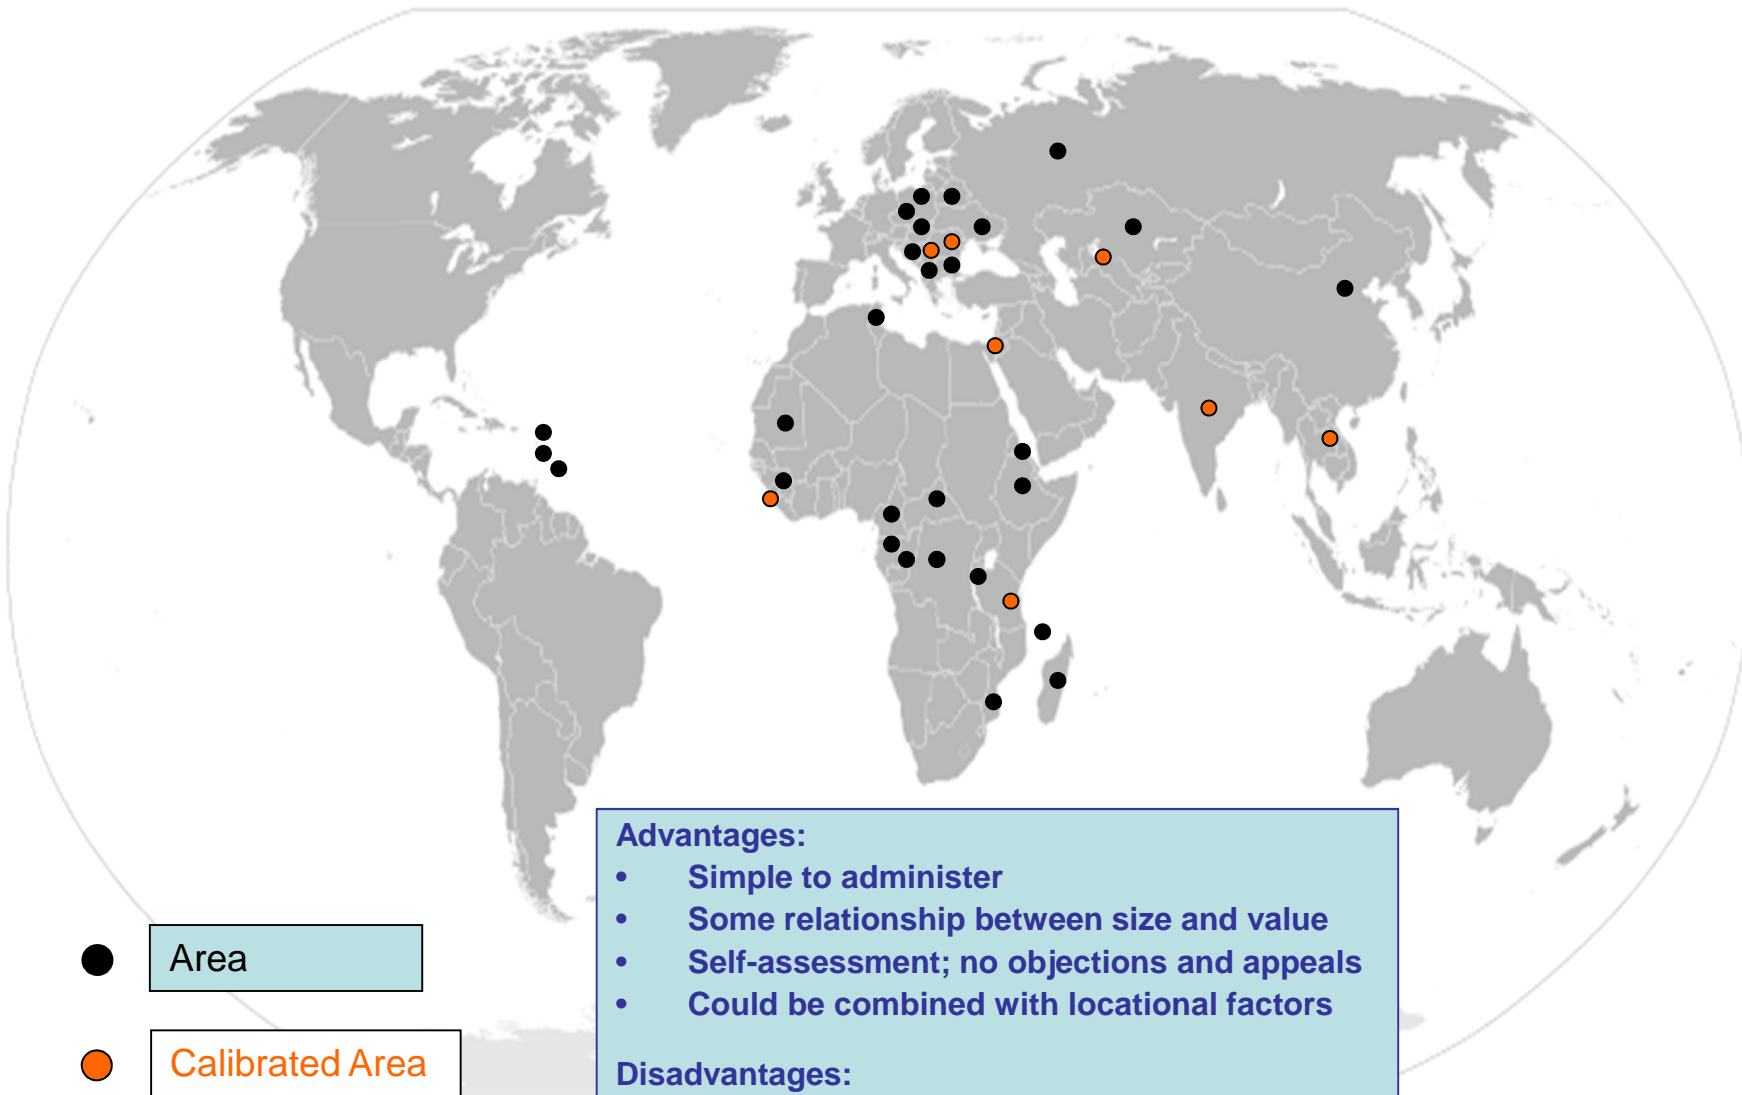 Advantages:
• Simple to administer
• Some relationship between size and value
• Self-assessment; no objections and appeals
• Could be combined with locational factors
Disadvantages:
Area
Calibrated Area